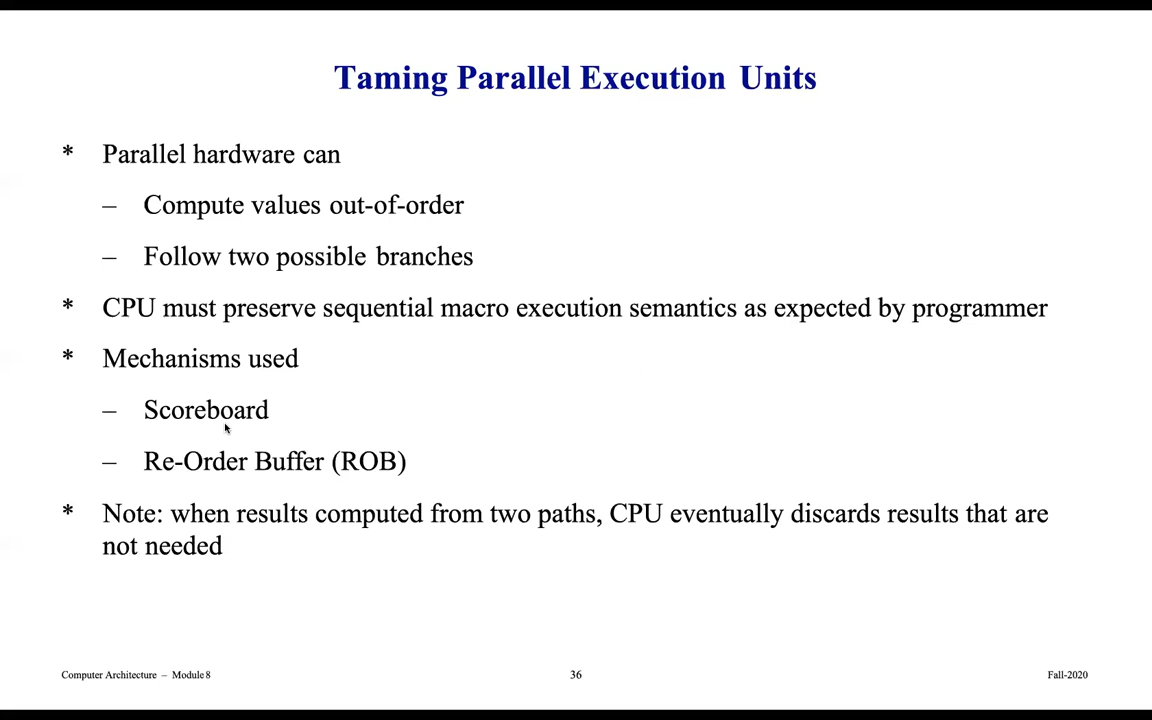 Taming Parallel Execution Units
* Parallel hardware can
– Compute values out-of-order
– Follow two possible branches
* CPU must preserve sequential macro execution semantics as expected by programmer
* Mechanisms used
– Scoreboard
– Re-Order Buffer (ROB)
* Note: when results computed from two paths, CPU eventually discards results that are
not needed
Computer Architecture – Module 8 36 Fall-2020